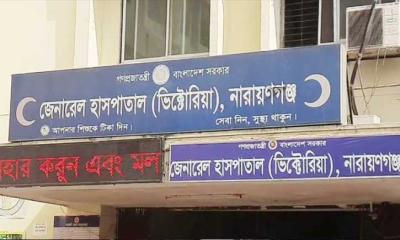 গণপ্রজাতন্ত্রী বাংলাদেশ সরকার
জেনারেল হাসপাতাল (ভিক্টোরিয়া), নারায়ণগঞ্জ
আপনার শিশুকে টিকা দিন।
সেবা নিন, সুস্থ্য থাকুন।
হার করুন এবং মল
গণপ্রজাতন্ত্রী বাংলাদেশ সরকার
জেনারেল হাসপাতাল (ভিক্টোরিয়া), নারায়ণগঞ্জ